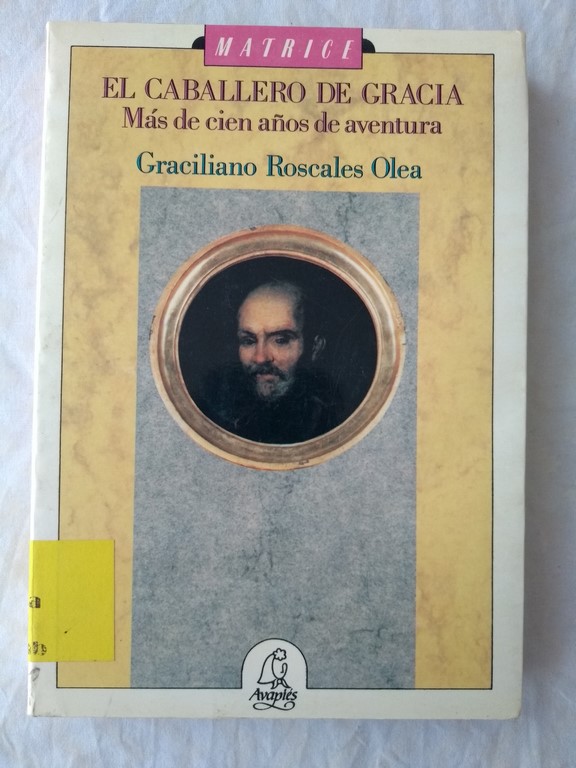 MATRICE
EL CABALLERO DE GRACIA
Más de cien años de aventura
Graciliano Roscales Olea
Avapiés